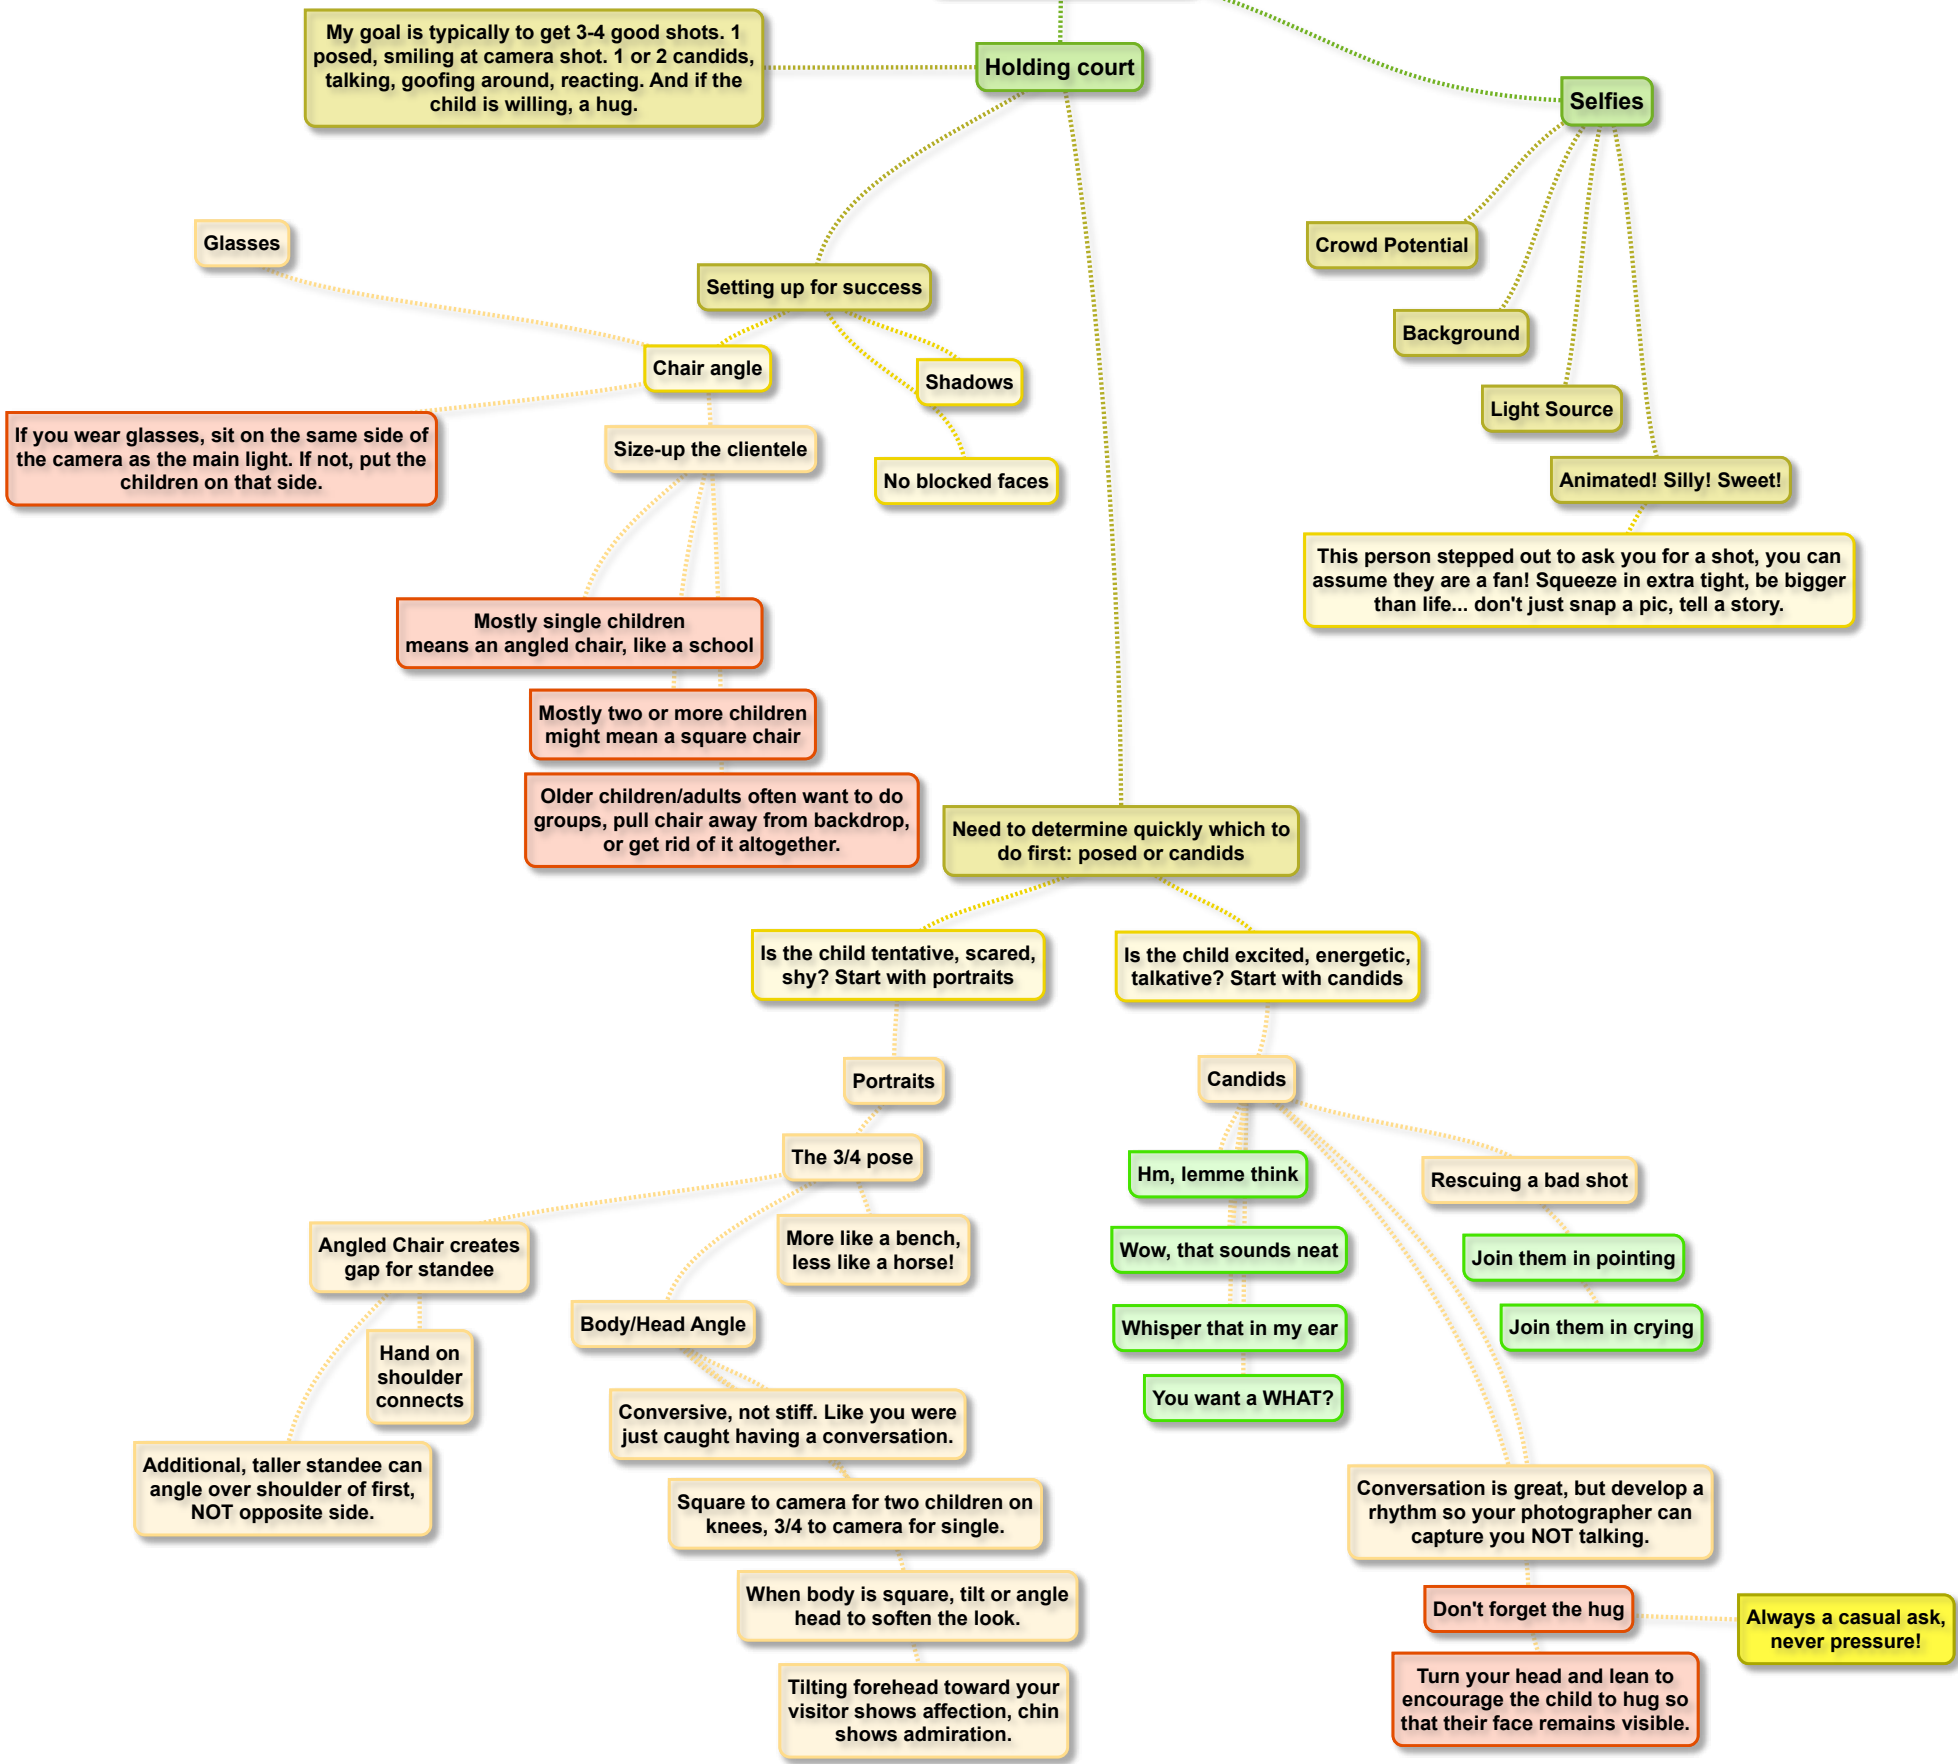 My goal is typically to get 3-4 good shots. 1
posed, smiling at camera shot. 1 or 2 candids,
talking, goofing around, reacting. And if the
child is willing, a hug.
Holding court
Selfies
Glasses
Setting up for success
Crowd Potential
Background
Chair angle
Shadows
Light Source
If you wear glasses, sit on the same side of
the camera as the main light. If not, put the
children on that side.
Size-up the clientele
No blocked faces
Animated! Silly! Sweet!
This person stepped out to ask you for a shot, you can
assume they are a fan! Squeeze in extra tight, be bigger
than life... don't just snap a pic, tell a story.
Mostly single children
means an angled chair, like a school
Mostly two or more children
might mean a square chair
Older children/adults often want to do
groups, pull chair away from backdrop,
or get rid of it altogether.
Need to determine quickly which to
do first: posed or candids
Is the child tentative, scared,
shy? Start with portraits
Is the child excited, energetic,
talkative? Start with candids
Portraits
Candids
The 3/4 pose
Hm, lemme think
Rescuing a bad shot
Angled Chair creates
gap for standee
More like a bench,
less like a horse!
Wow, that sounds neat
Join them in pointing
Body/Head Angle
Whisper that in my ear
Join them in crying
Hand on
shoulder
connects
You want a WHAT?
Conversive, not stiff. Like you were
just caught having a conversation.
Additional, taller standee can
angle over shoulder of first,
NOT opposite side.
Square to camera for two children on
knees, 3/4 to camera for single.
Conversation is great, but develop a
rhythm so your photographer can
capture you NOT talking.
When body is square, tilt or angle
head to soften the look.
Don't forget the hug
Always a casual ask,
never pressure!
Tilting forehead toward your
visitor shows affection, chin
shows admiration.
Turn your head and lean to
encourage the child to hug so
that their face remains visible.